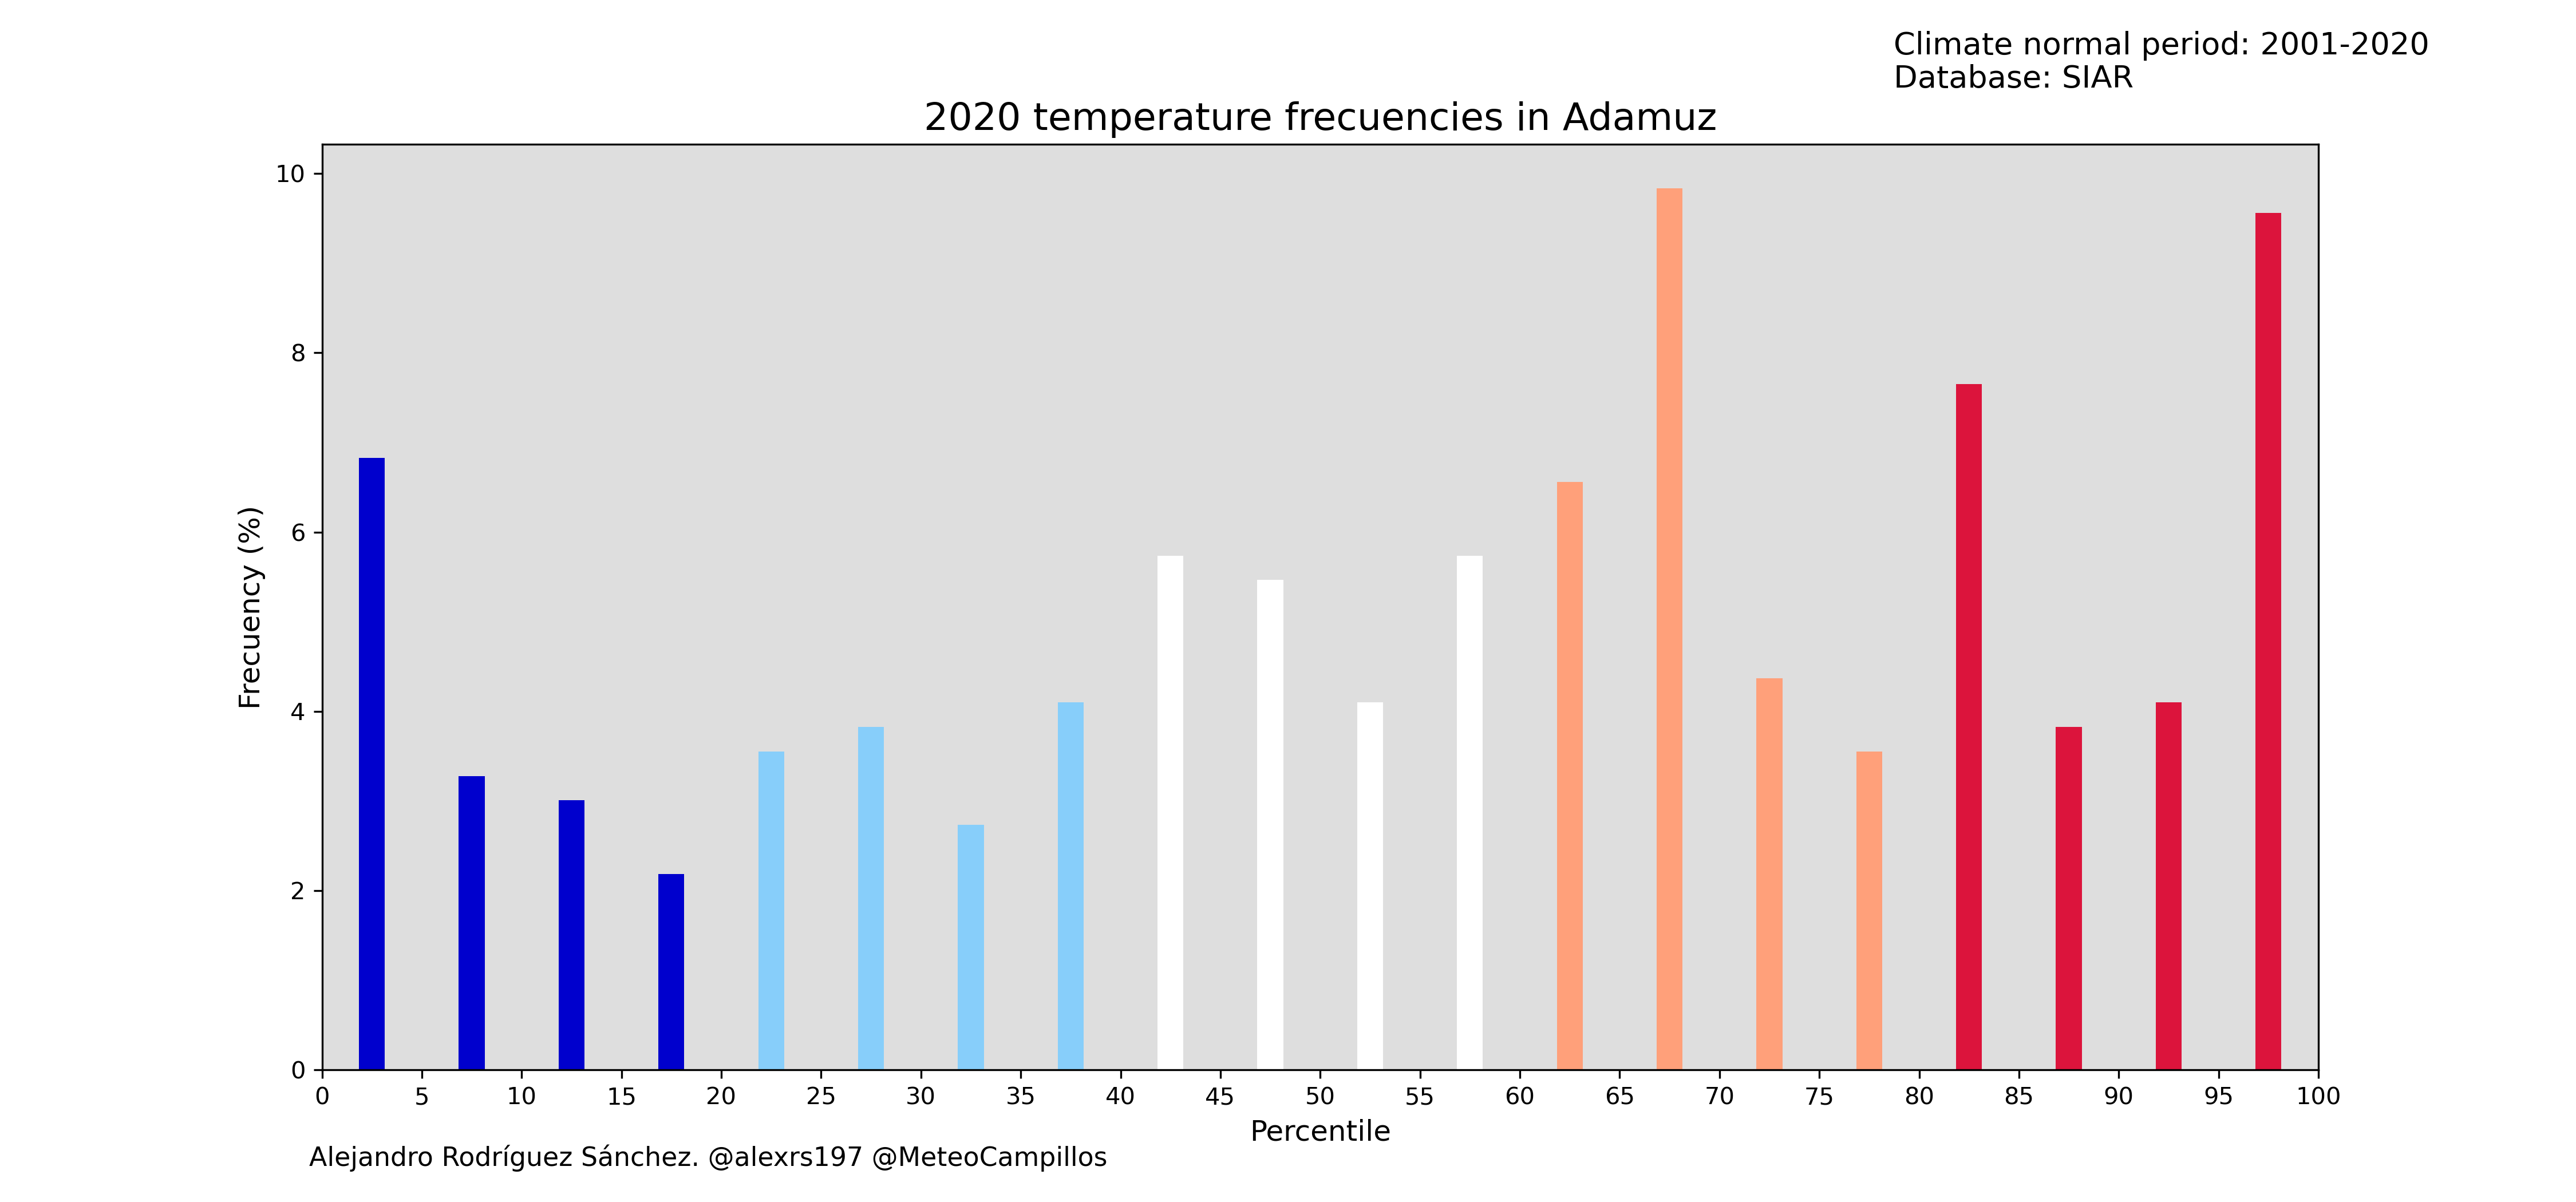 Climate normal period: 2001-2020
Database: SIAR
2020 temperature frecuencies in Adamuz
Frecuency (%)
10
8
6
4
2
0
0 5 10 15 20 25 30 35 40 45 50 55 60 65 70 75 80 85 90 95 100
Percentile
Alejandro Rodríguez Sánchez. @alexrs197 @MeteoCampillos